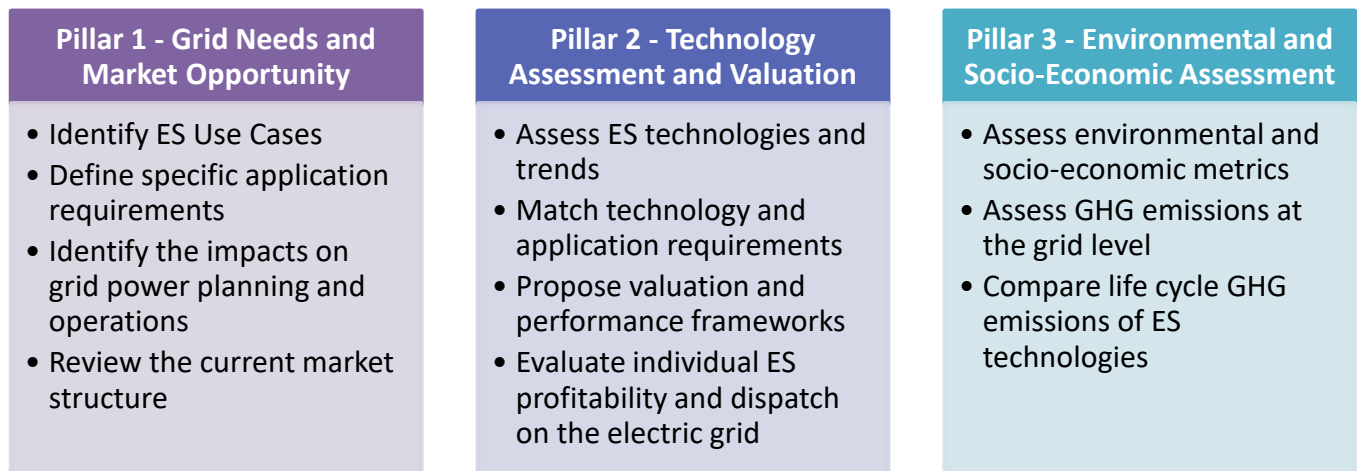 Pillar 1 - Grid Needs and
Market Opportunity
• Identify ES Use Cases
• Define specific application
requirements
• Identify the impacts on
grid power planning and
operations
• Review the current market
structure
Pillar 2 - Technology
Assessment and Valuation
• Assess ES technologies and
trends
• Match technology and
application requirements
• Propose valuation and
performance frameworks
• Evaluate individual ES
profitability and dispatch
on the electric grid
Pillar 3 - Environmental and
Socio-Economic Assessment
• Assess environmental and
socio-economic metrics
• Assess GHG emissions at
the grid level
• Compare life cycle GHG
emissions of ES
technologies